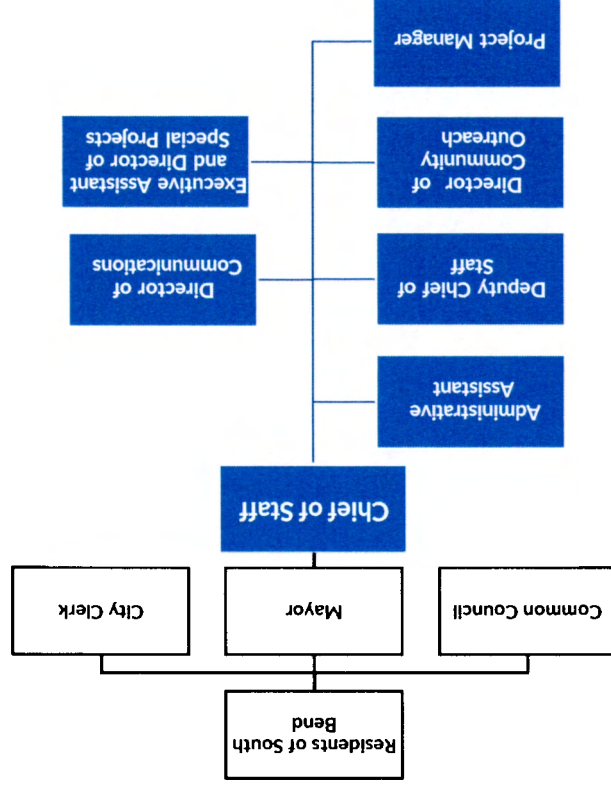 Residents of South
Bend
Common Council
Mayor
City Clerk
Chief of Staff
Administrative
Assistant
Deputy Chief of
Staff
Director of
Communications
Director of
Community
Outreach
Executive Assistant
and Director of
Special Projects
Project Manager